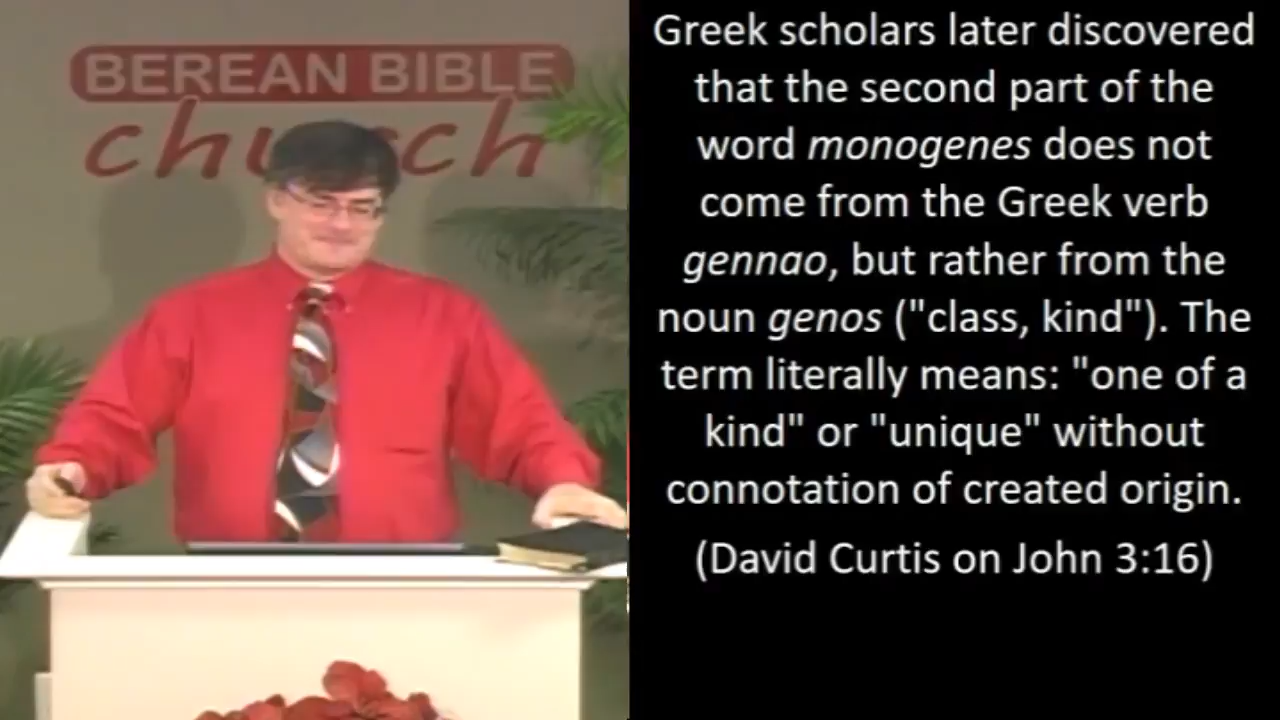 BEREAN BIBLE
church
Greek scholars later discovered
that the second part of the
word monogenes does not
come from the Greek verb
gennao, but rather from the
noun genos ("class, kind"). The
term literally means: "one of a
kind" or "unique" without
connotation of created origin.
(David Curtis on John 3:16)